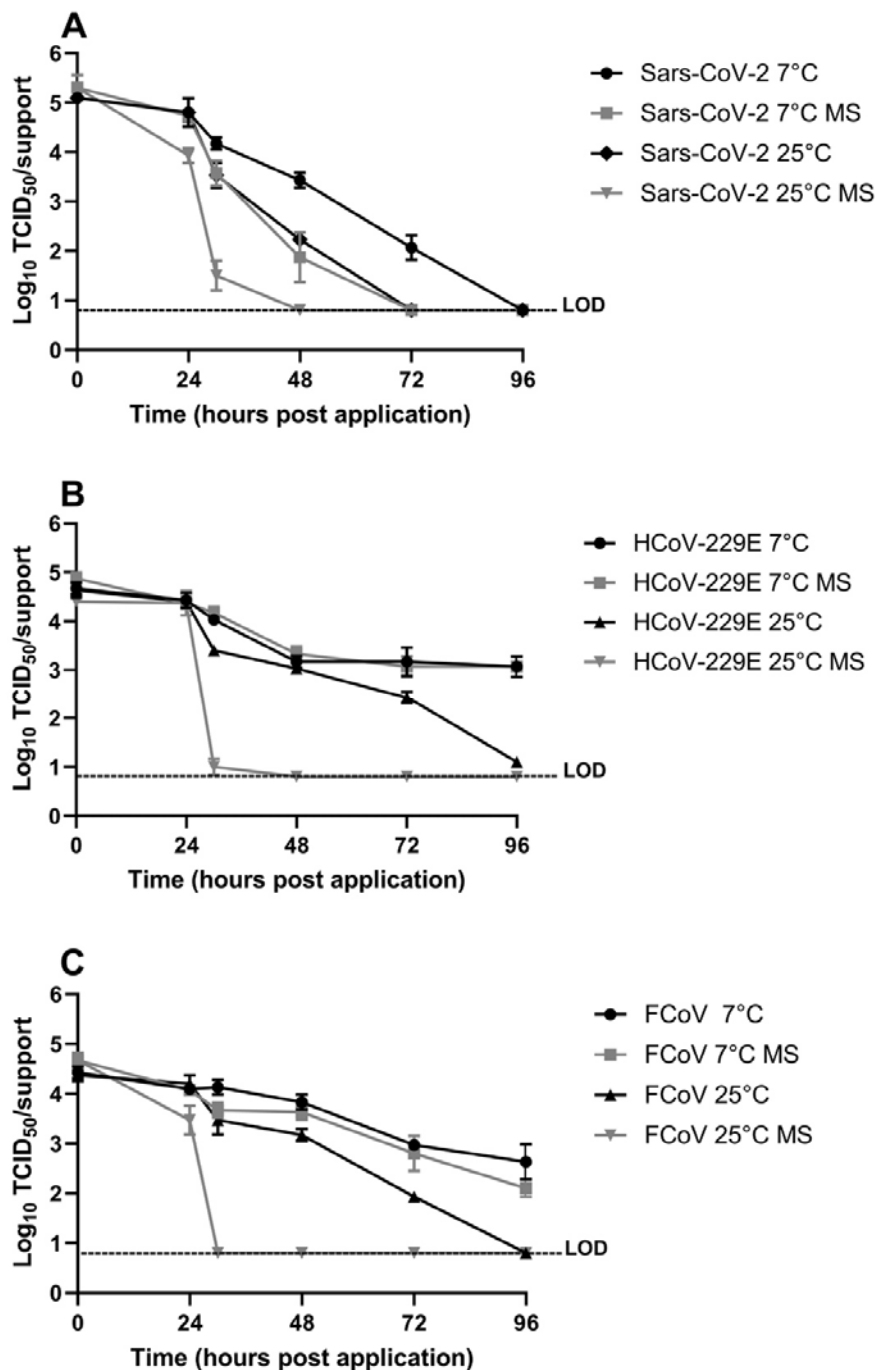 A
6
5
4
3
2
1
0
Log₁₀ TCID₅₀/support
0 24 48 72 96
Time (hours post application)
LOD
Sars-CoV-2 7°C
Sars-CoV-2 7°C MS
Sars-CoV-2 25°C
Sars-CoV-2 25°C MS
B
6
5
4
3
2
1
0
Log₁₀ TCID₅₀/support
0 24 48 72 96
Time (hours post application)
LOD
HCoV-229E 7°C
HCoV-229E 7°C MS
HCoV-229E 25°C
HCoV-229E 25°C MS
C
6
5
4
3
2
1
0
Log₁₀ TCID₅₀/support
0 24 48 72 96
Time (hours post application)
LOD
FCoV 7°C
FCoV 7°C MS
FCoV 25°C
FCoV 25°C MS